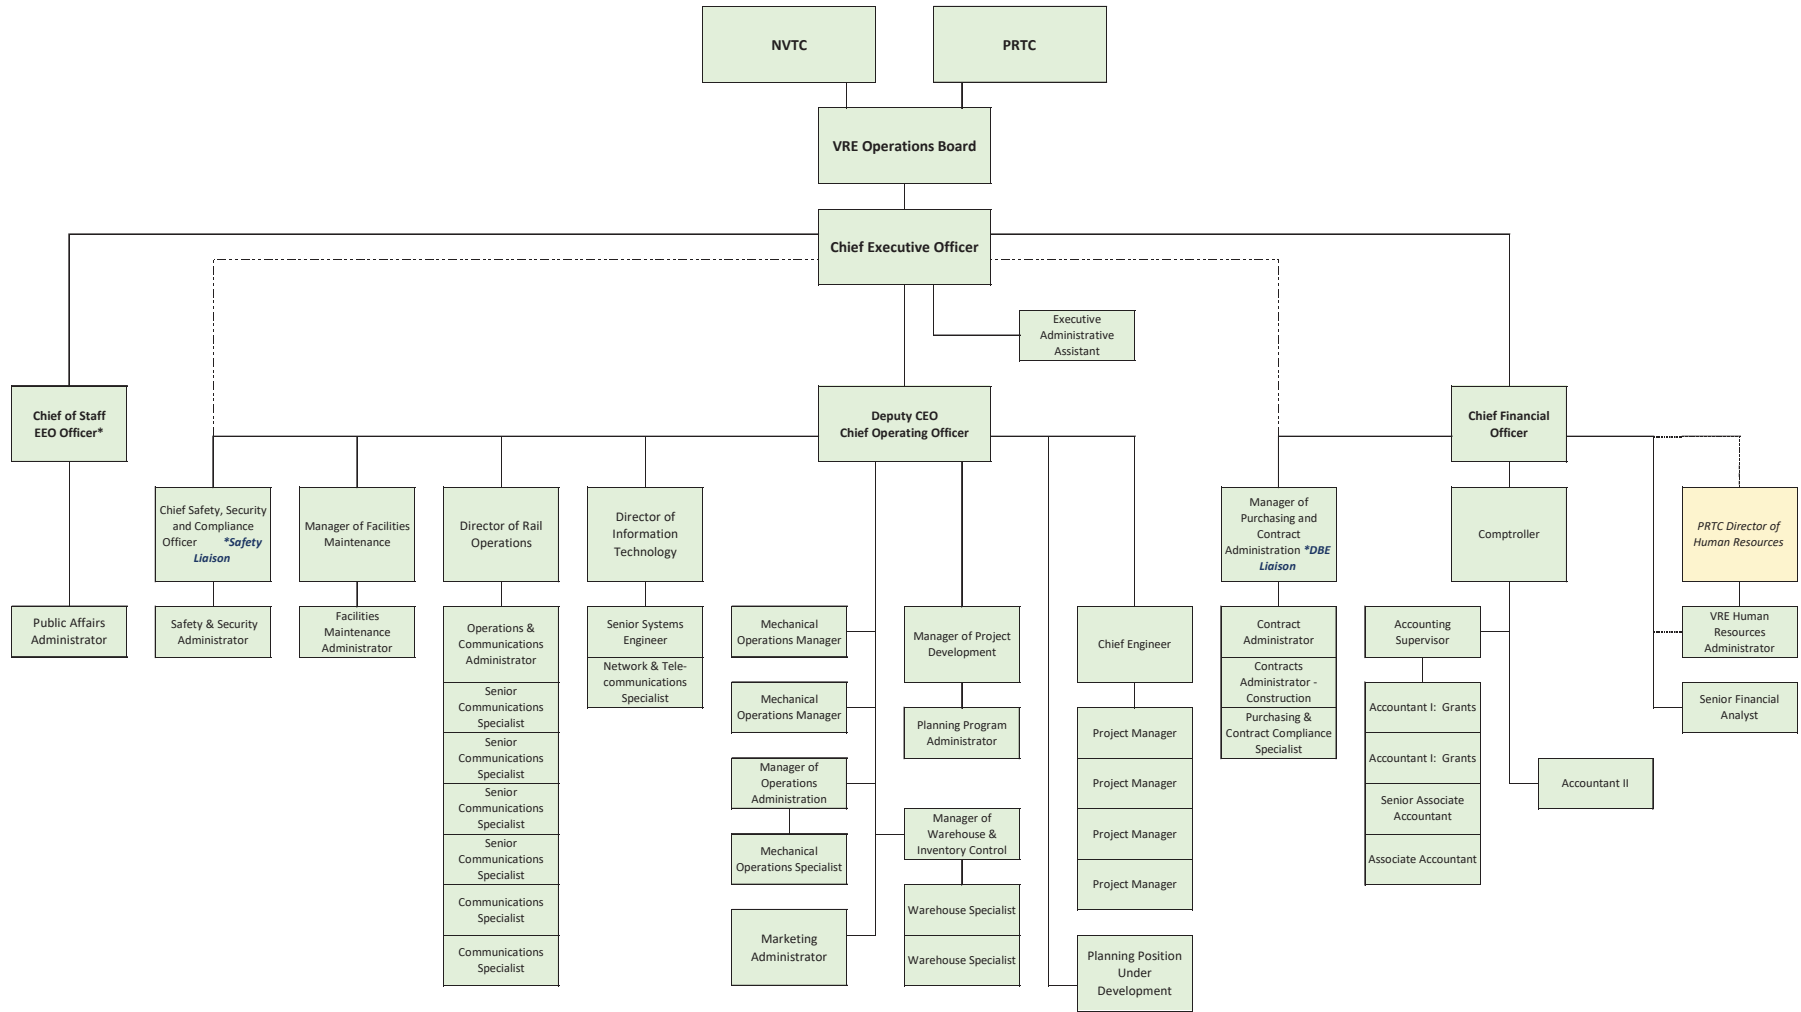 NVTC
PRTC
VRE Operations Board
Chief Executive Officer
Executive
Administrative
Assistant
Chief of Staff
EEO Officer*
Deputy CEO
Chief Operating Officer
Chief Financial
Officer
Chief Safety, Security
and Compliance
Officer *Safety
Liaison
Manager of Facilities
Maintenance
Director of Rail
Operations
Director of
Information
Technology
Manager of
Purchasing and
Contract
Administration *DBE
Liaison
Comptroller
PRTC Director of
Human Resources
Public Affairs
Administrator
Safety & Security
Administrator
Facilities
Maintenance
Administrator
Operations &
Communications
Administrator
Senior
Communications
Specialist
Senior
Communications
Specialist
Senior
Communications
Specialist
Senior
Communications
Specialist
Communications
Specialist
Communications
Specialist
Senior Systems
Engineer
Network & Tele-
communications
Specialist
Mechanical
Operations Manager
Mechanical
Operations Manager
Manager of
Operations
Administration
Mechanical
Operations Specialist
Marketing
Administrator
Manager of Project
Development
Planning Program
Administrator
Manager of
Warehouse &
Inventory Control
Warehouse Specialist
Warehouse Specialist
Chief Engineer
Project Manager
Project Manager
Project Manager
Project Manager
Planning Position
Under
Development
Contract
Administrator
Contracts
Administrator -
Construction
Purchasing &
Contract Compliance
Specialist
Accounting
Supervisor
Accountant I: Grants
Accountant I: Grants
Senior Associate
Accountant
Associate Accountant
Accountant II
VRE Human
Resources
Administrator
Senior Financial
Analyst